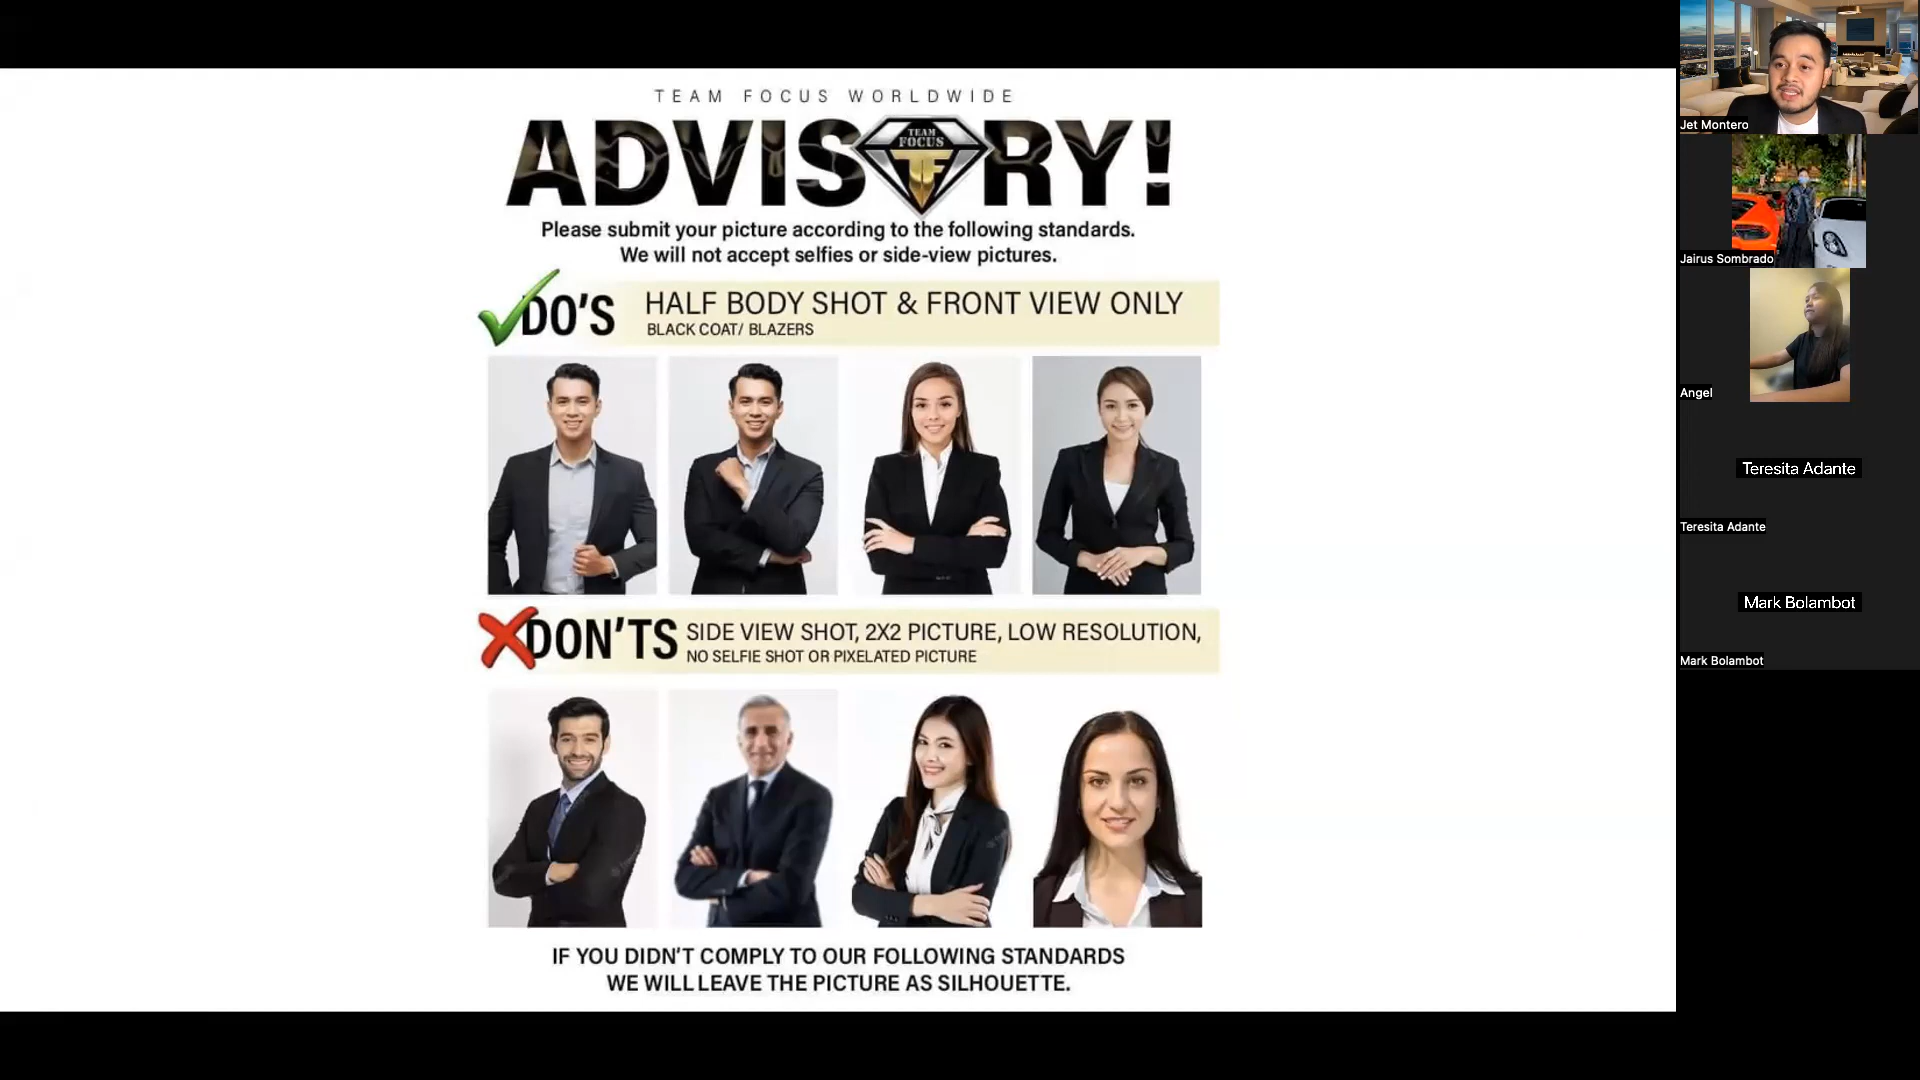 TEAM FOCUS WORLDWIDE
ADVISORY!
TEAM
FOCUS
TF
Please submit your picture according to the following standards.
We will not accept selfies or side-view pictures.
DO'S
HALF BODY SHOT & FRONT VIEW ONLY
BLACK COAT/ BLAZERS
DON'TS
SIDE VIEW SHOT, 2X2 PICTURE, LOW RESOLUTION,
NO SELFIE SHOT OR PIXELATED PICTURE
IF YOU DIDN'T COMPLY TO OUR FOLLOWING STANDARDS
WE WILL LEAVE THE PICTURE AS SILHOUETTE.
Jet Montero
Jairus Sombrado
Angel
Teresita Adante
Teresita Adante
Mark Bolambot
Mark Bolambot